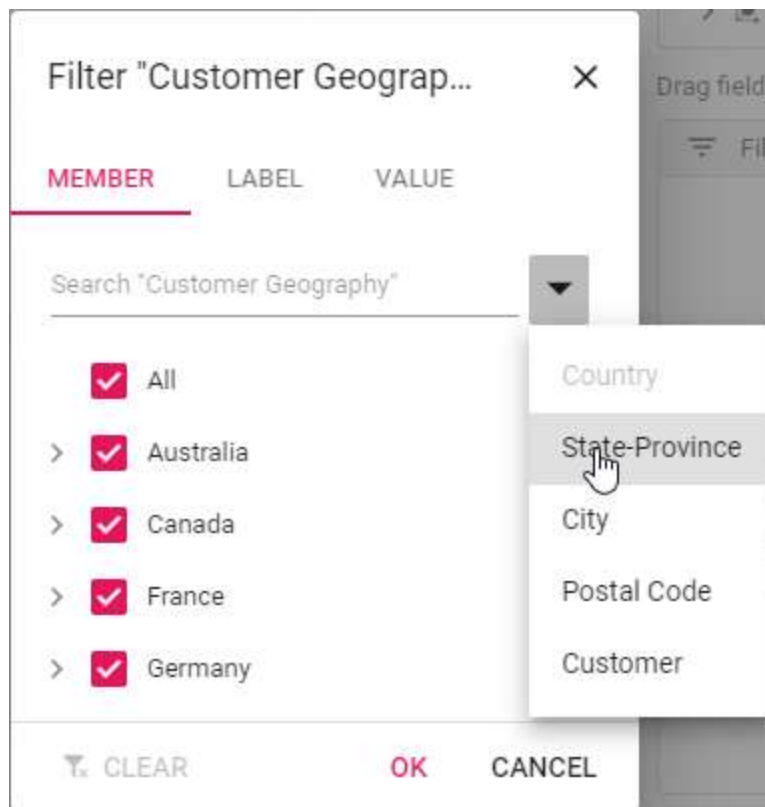 Filter "Customer Geograp...
Drag field
MEMBER LABEL VALUE
Search "Customer Geography"
All
Australia
Canada
France
Germany
Country
State-Province
City
Postal Code
Customer
CLEAR OK CANCEL